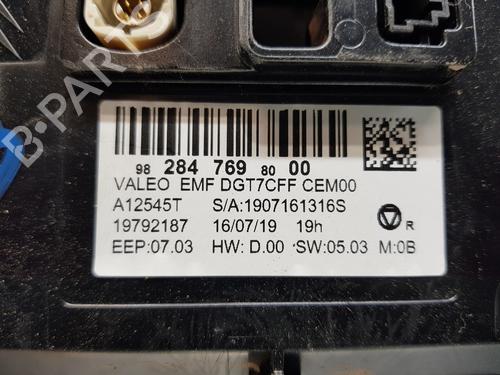 98 284 769 80 00
VALEO EMF DGT7CFF CEM00
A12545T S/A:1907161316S
19792187 16/07/19 19h
R
EEP:07.03 HW: D.00 SW:05.03 M:0B
B-PARTS